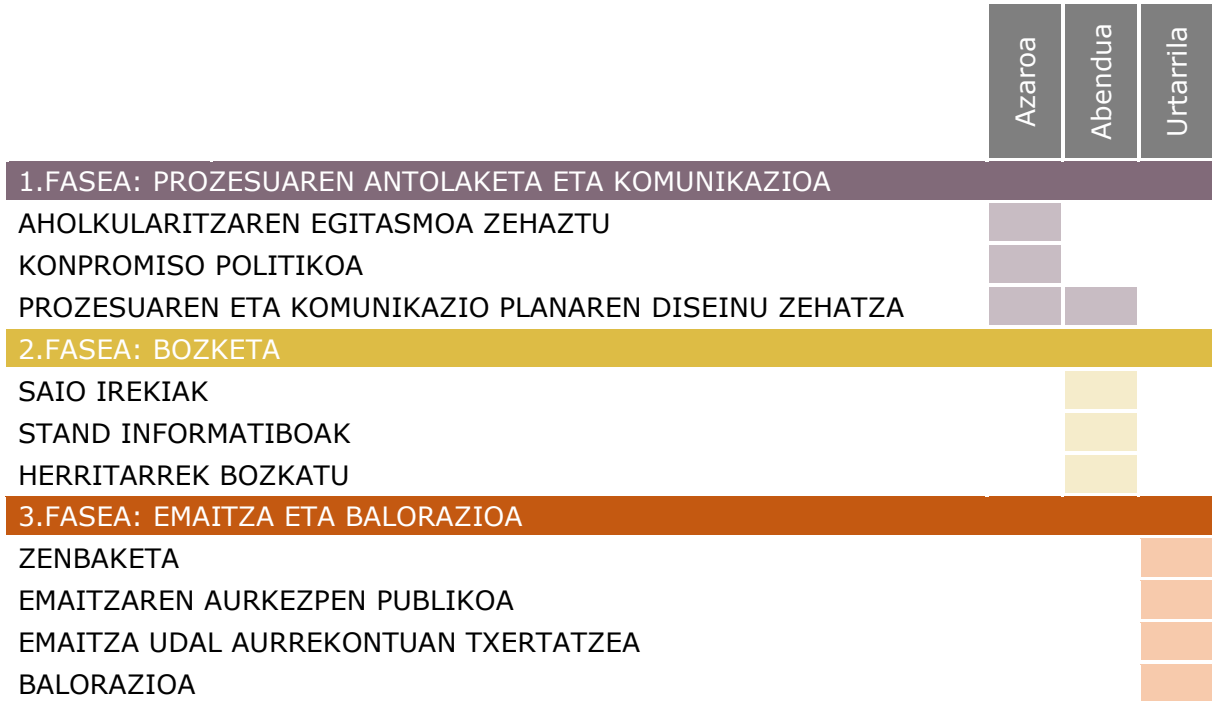 Azaroa
Abendua
Urtarrila
1.FASEA: PROZESUAREN ANTOLAKETA ETA KOMUNIKAZIOA
AHOLKULARITZAREN EGITASMOA ZEHAZTU
KONPROMISO POLITIKOA
PROZESUAREN ETA KOMUNIKAZIO PLANAREN DISEINU ZEHATZA
2.FASEA: BOZKETA
SAIO IREKIAK
STAND INFORMATIBOAK
HERRITARREK BOZKATU
3.FASEA: EMAITZA ETA BALORAZIOA
ZENBAKETA
EMAITZAREN AURKEZPEN PUBLIKOA
EMAITZA UDAL AURREKONTUAN TXERTATZEA
BALORAZIOA